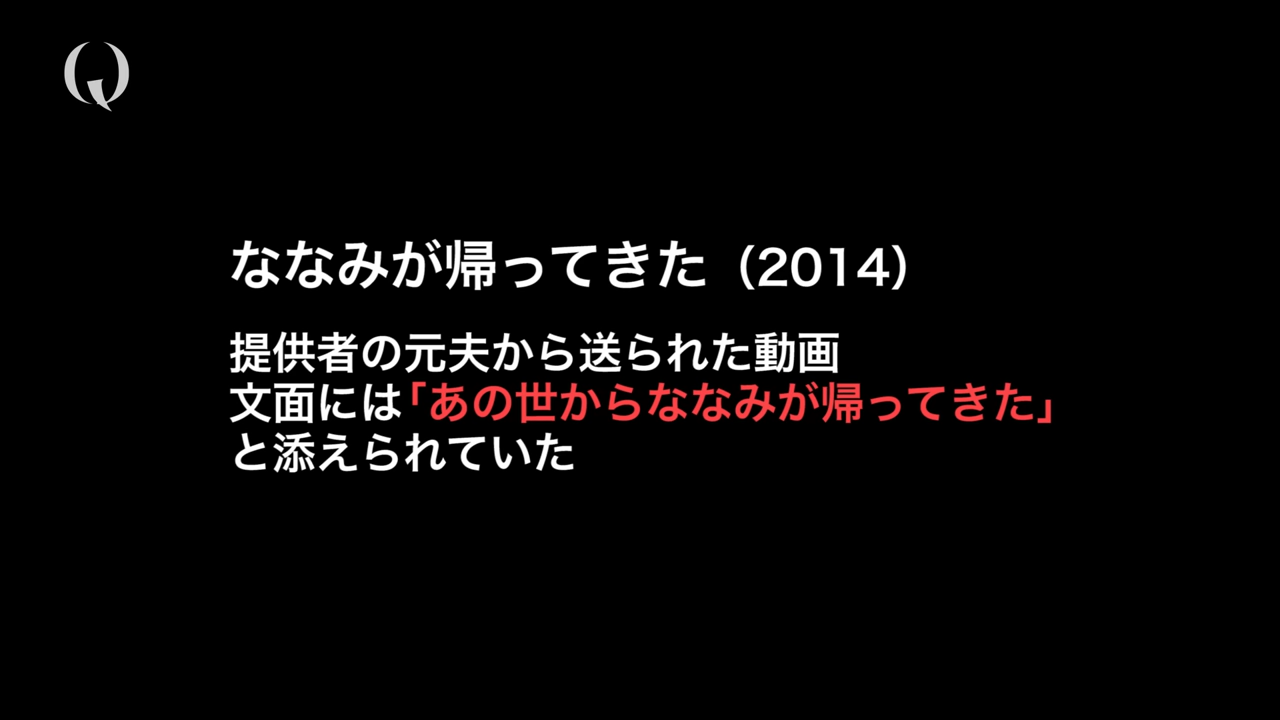 Q
ななみが帰ってきた（2014）
提供者の元夫から送られた動画
文面には「あの世からななみが帰ってきた」
と添えられていた